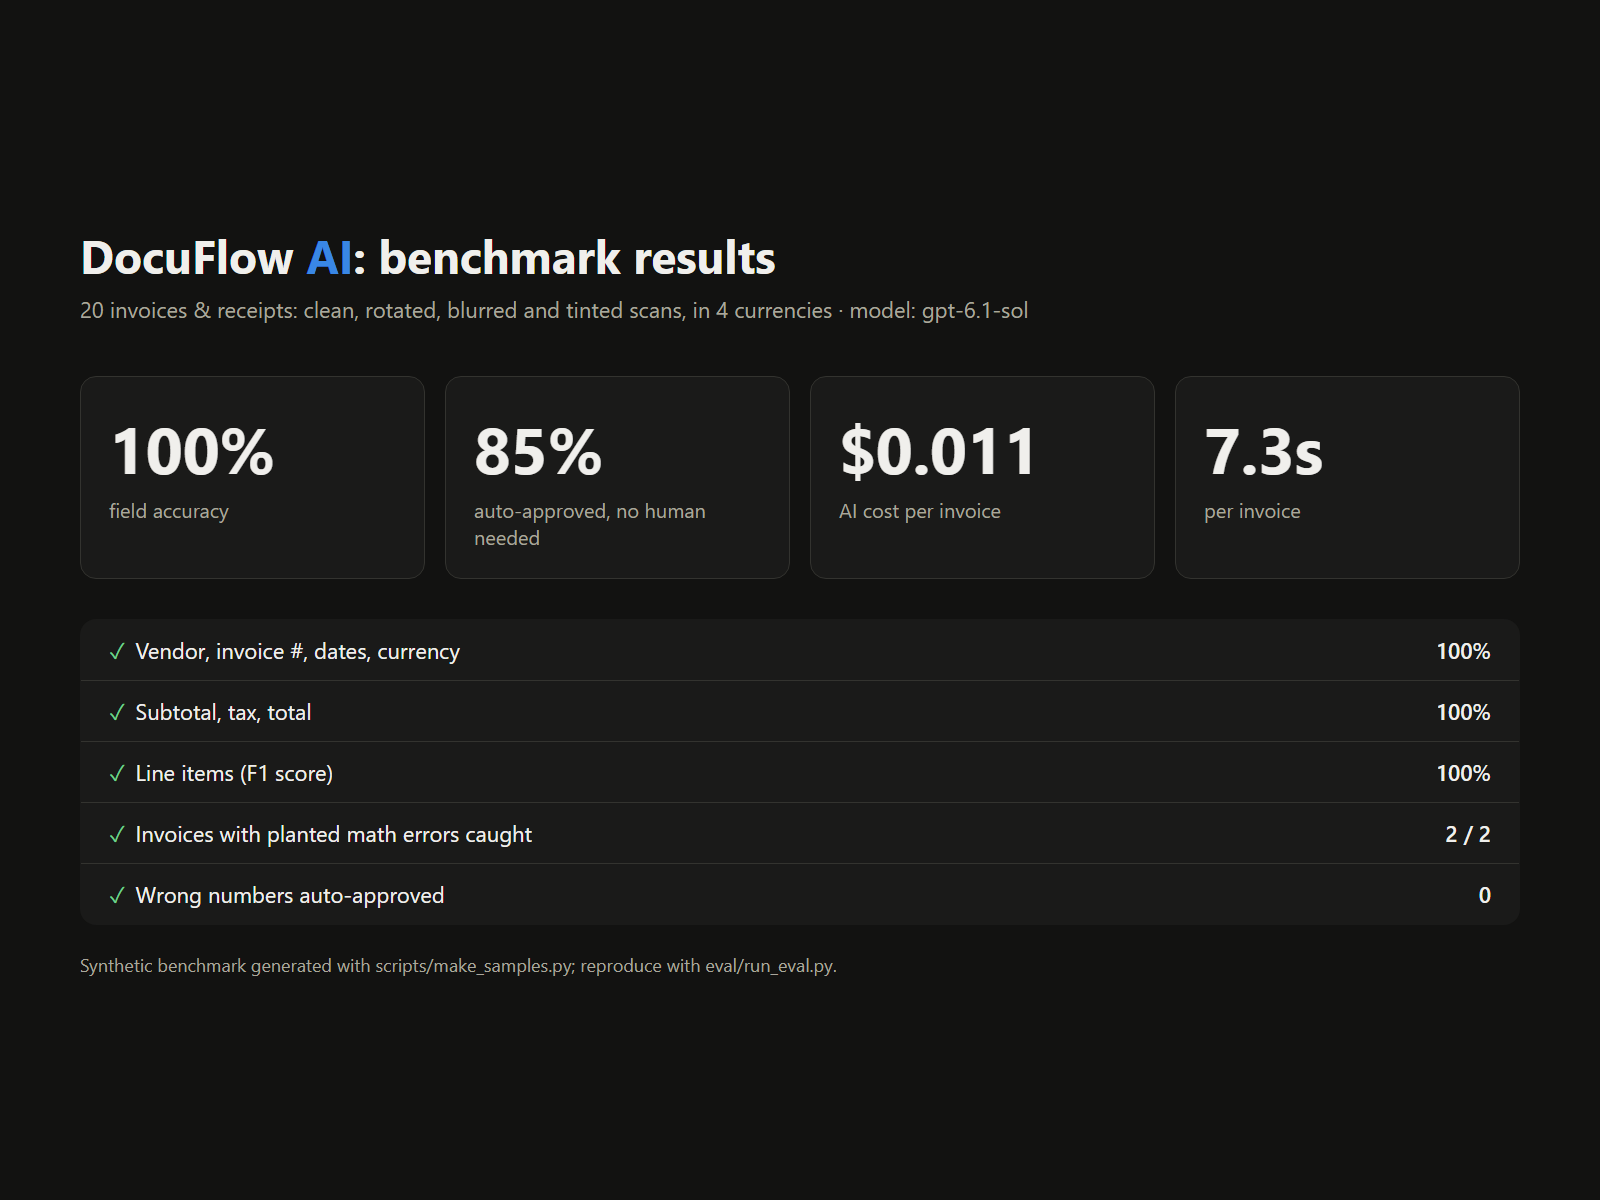 DocuFlow AI: benchmark results
20 invoices & receipts: clean, rotated, blurred and tinted scans, in 4 currencies · model: gpt-6.1-sol
100%
field accuracy
85%
auto-approved, no human
needed
$0.011
AI cost per invoice
7.3s
per invoice
✓ Vendor, invoice #, dates, currency 100%
✓ Subtotal, tax, total 100%
✓ Line items (F1 score) 100%
✓ Invoices with planted math errors caught 2 / 2
✓ Wrong numbers auto-approved 0
Synthetic benchmark generated with scripts/make_samples.py; reproduce with eval/run_eval.py.